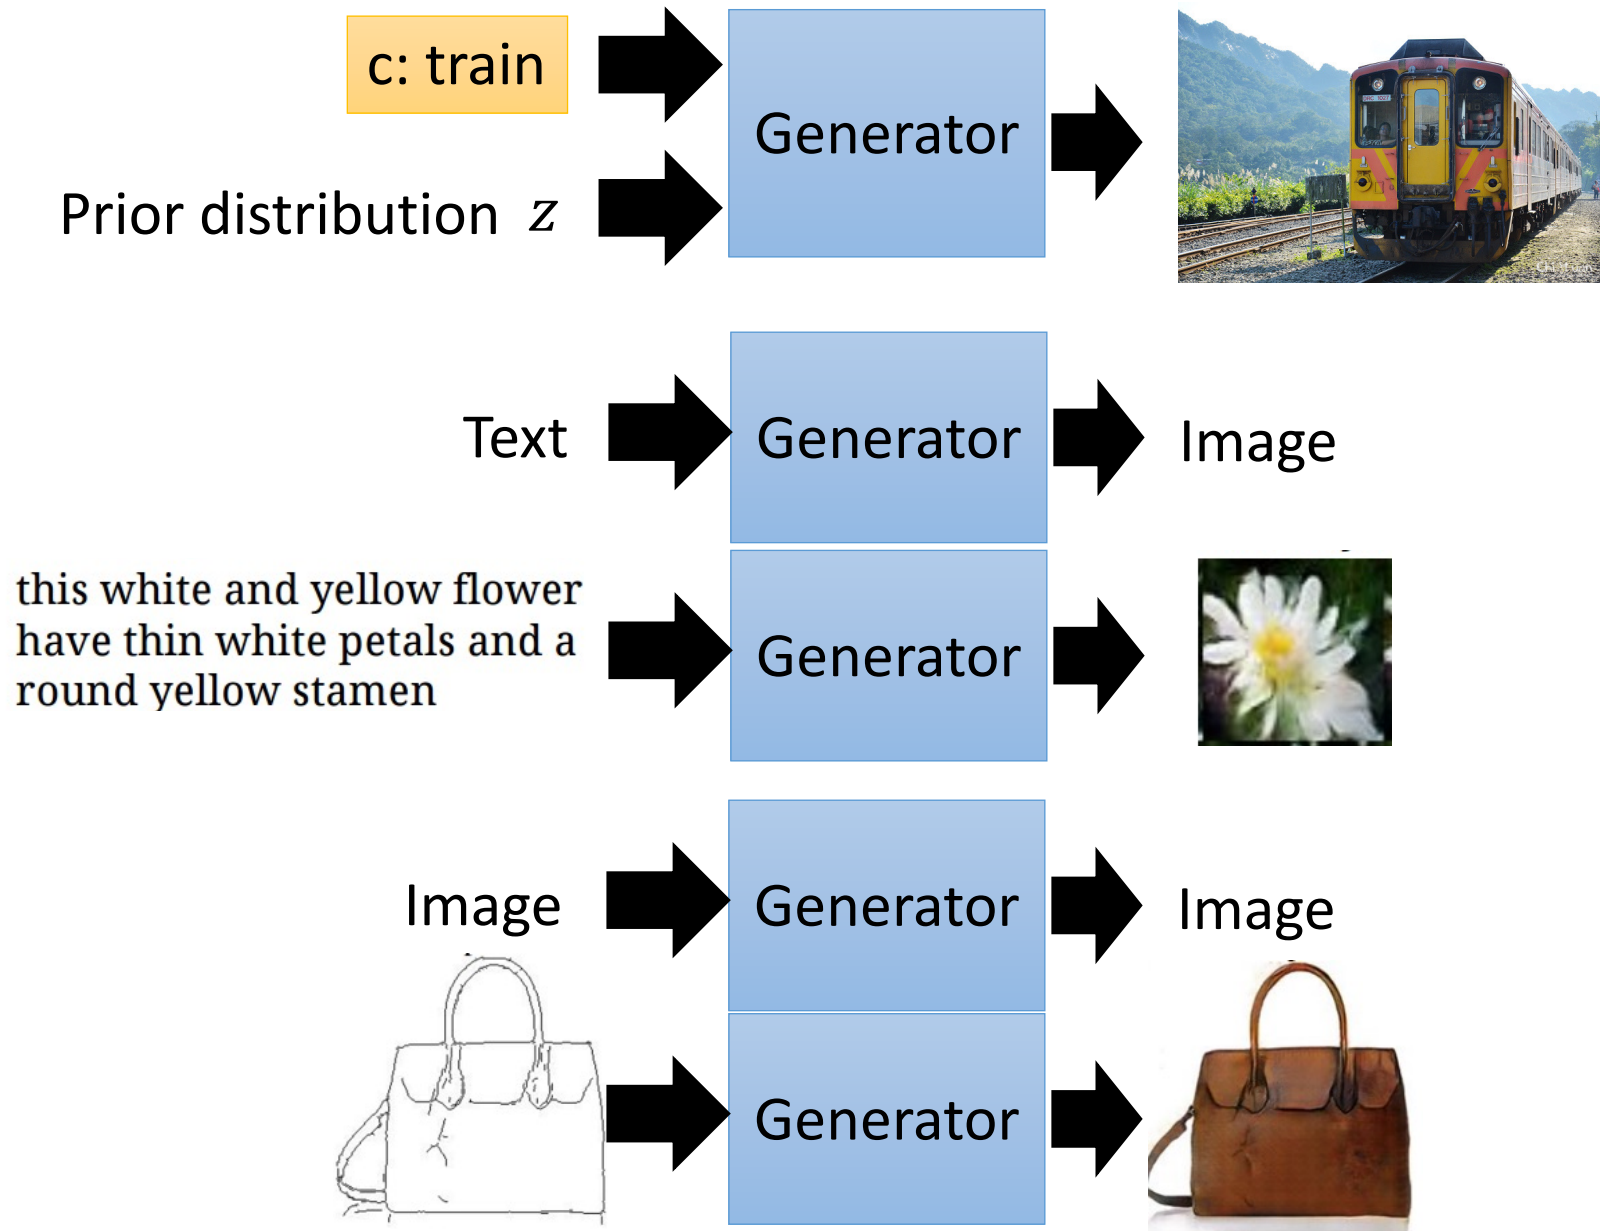 c: train
Generator
Prior distribution z
Text
Generator
Image
this white and yellow flower
have thin white petals and a
round yellow stamen
Generator
Image
Generator
Image
Generator